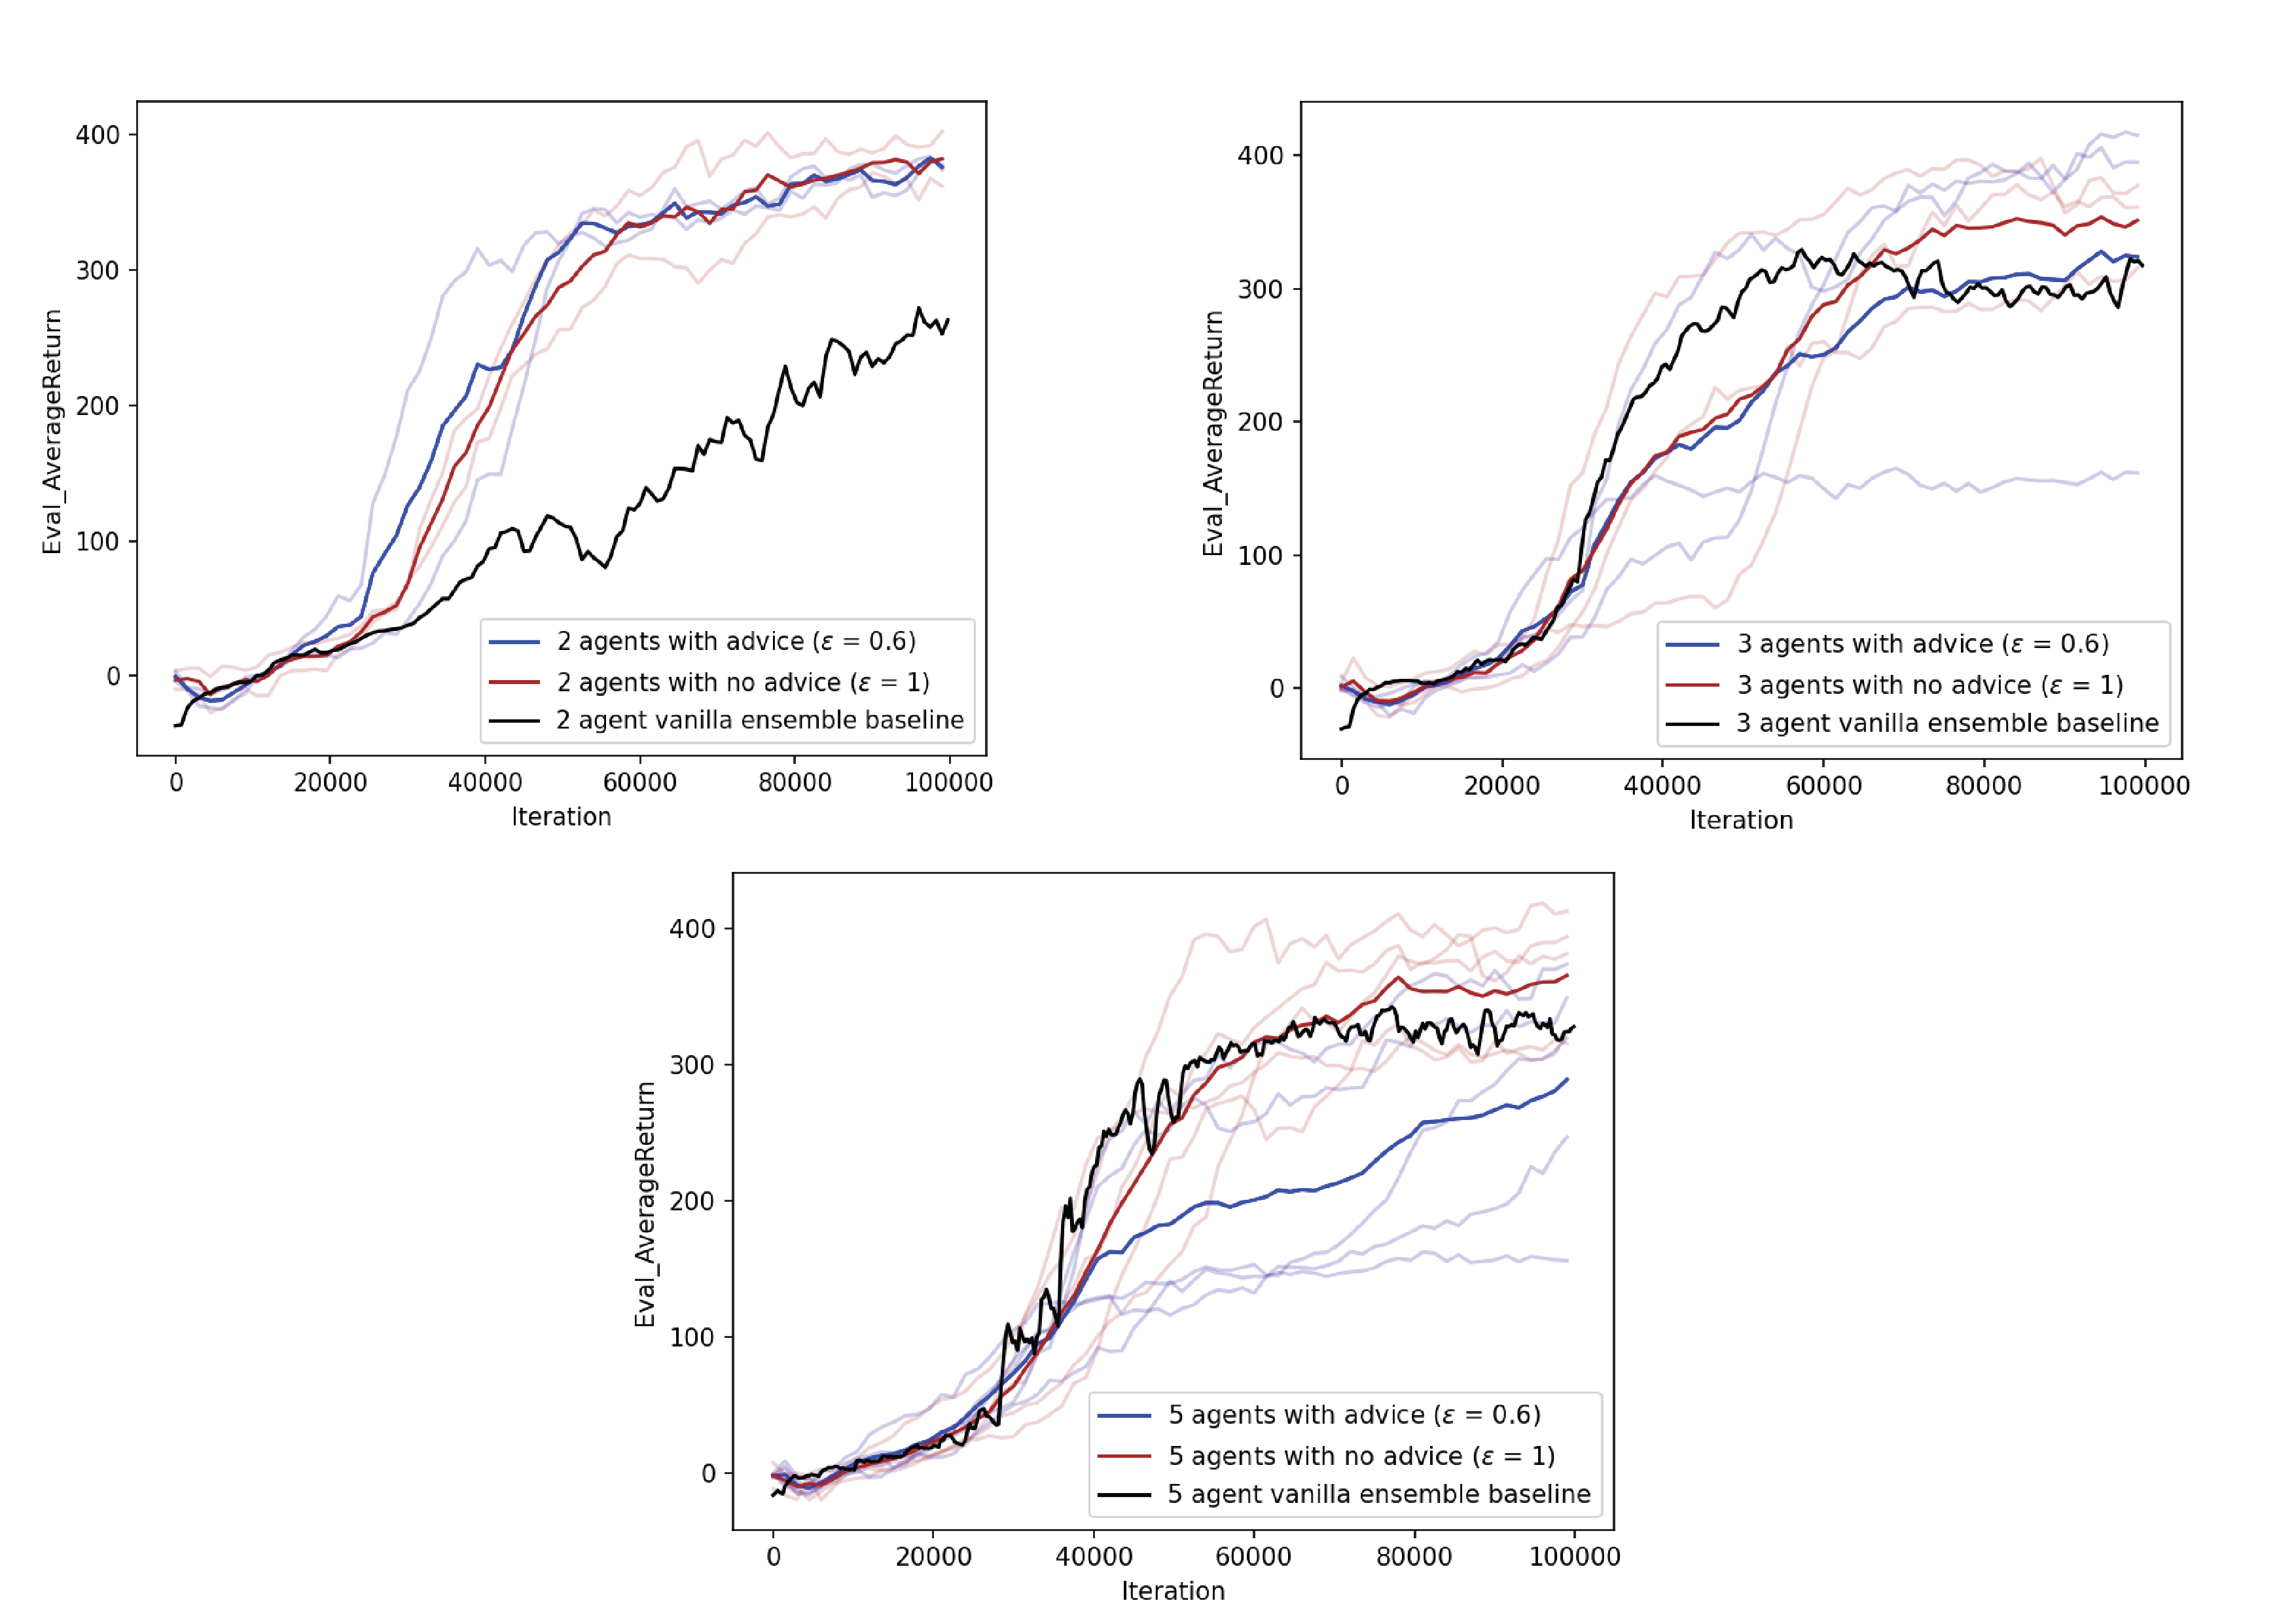 400
300
200
100
0
Eval_AverageReturn
2 agents with advice (ε = 0.6)
2 agents with no advice (ε = 1)
2 agent vanilla ensemble baseline
0 20000 40000 60000 80000 100000
Iteration
400
300
200
100
0
Eval_AverageReturn
3 agents with advice (ε = 0.6)
3 agents with no advice (ε = 1)
3 agent vanilla ensemble baseline
0 20000 40000 60000 80000 100000
Iteration
400
300
200
100
0
Eval_AverageReturn
5 agents with advice (ε = 0.6)
5 agents with no advice (ε = 1)
5 agent vanilla ensemble baseline
0 20000 40000 60000 80000 100000
Iteration